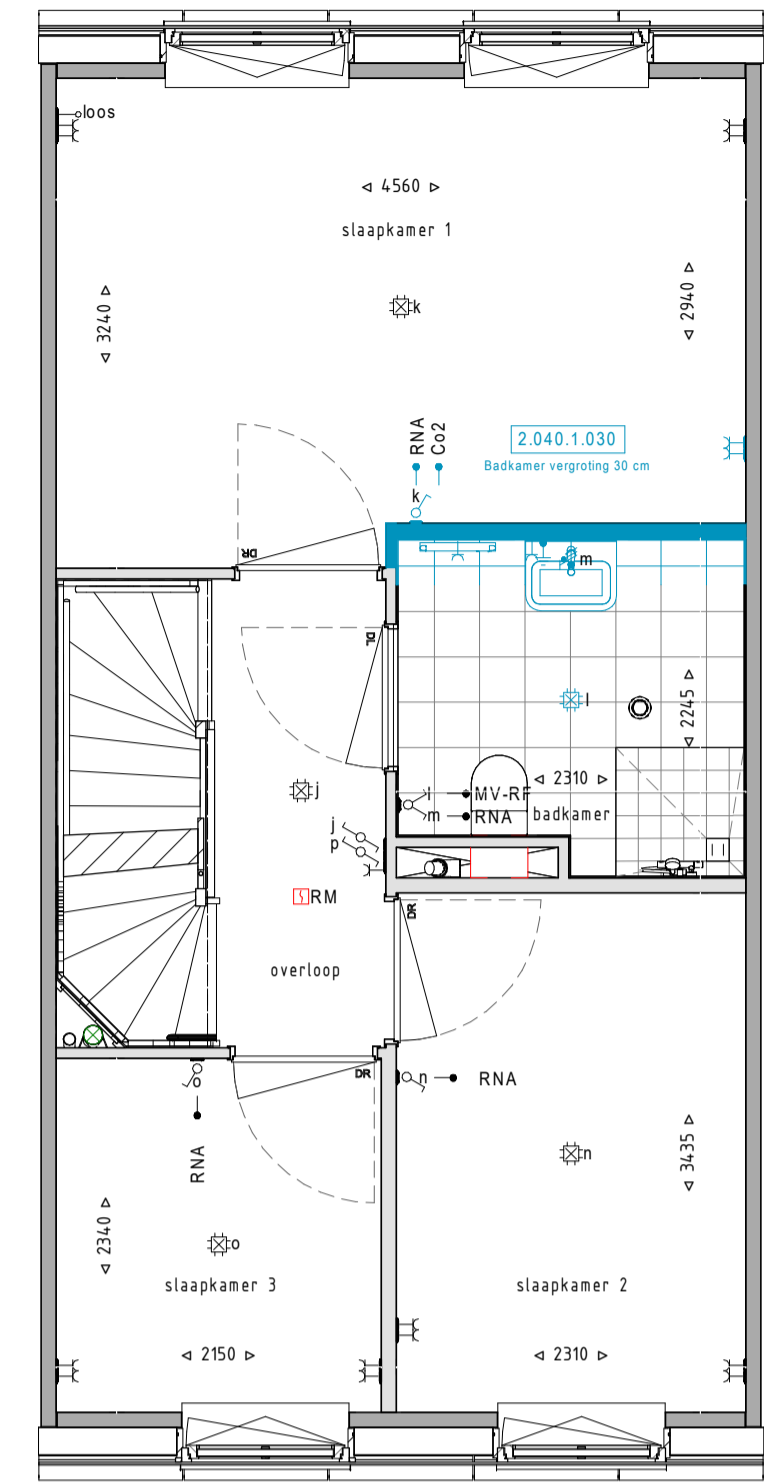 loos
4560
slaapkamer 1
3240
2940
k
RNA
Co2
2.040.1.030
Badkamer vergroting 30 cm
k
DR
m
DL
l
2245
j
2310
l
MV-RF
badkamer
m
RNA
j
p
RM
DR
overloop
DR
o
n
RNA
RNA
n
3435
2340
o
slaapkamer 3
slaapkamer 2
2150
2310